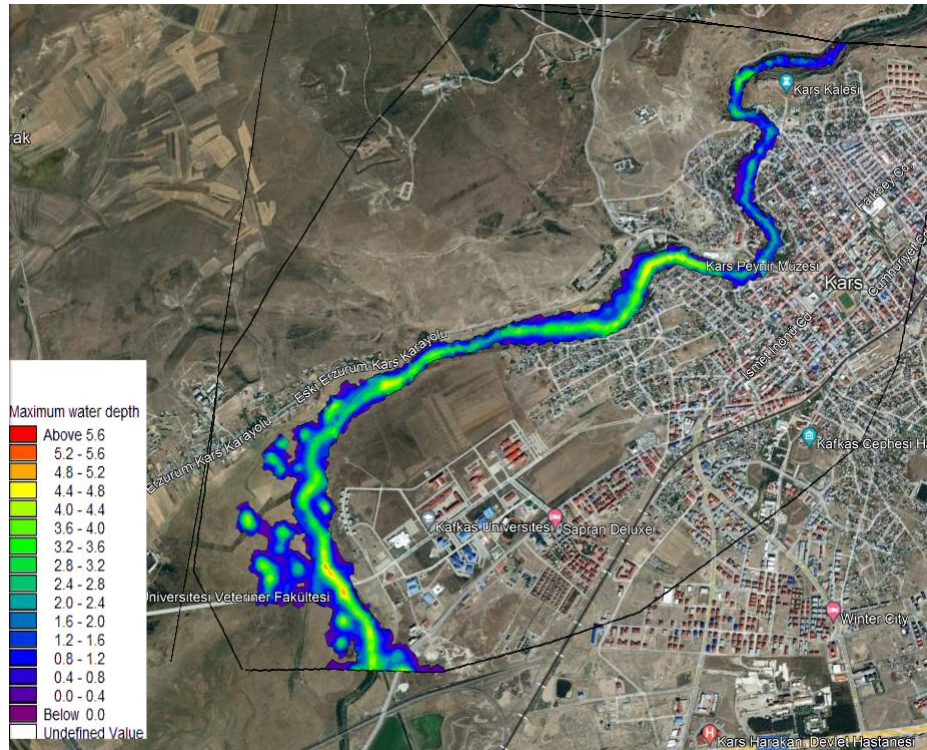 rak
Kars Kalesi
Faikbey Cd.
Cumhuriyet Cd.
Kars Peynir Müzesi
Kars
İsmet İnönü Cd.
Eski Erzurum-Kars Karayolu
Erzurum-Kars Karayolu
Kafkas Cephesi H
Kafkas Üniversitesi
Sapran Deluxe
Üniversitesi Veteriner Fakültesi
Winter City
Kars Harakani Devlet Hastanesi
H
Maximum water depth
Above 5.6
5.2 - 5.6
4.8 - 5.2
4.4 - 4.8
4.0 - 4.4
3.6 - 4.0
3.2 - 3.6
2.8 - 3.2
2.4 - 2.8
2.0 - 2.4
1.6 - 2.0
1.2 - 1.6
0.8 - 1.2
0.4 - 0.8
0.0 - 0.4
Below 0.0
Undefined Value